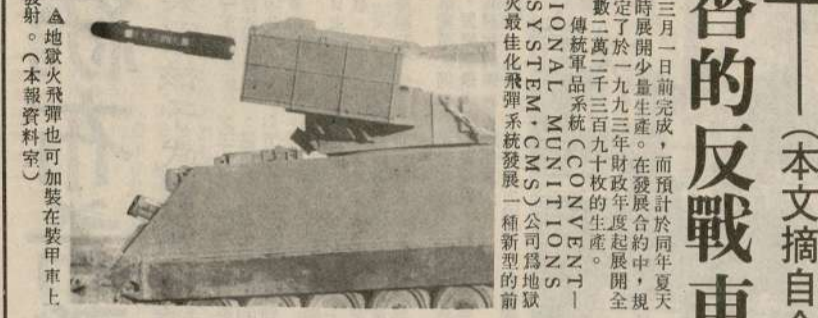 (本文摘自
的反戰車
三月一日前完成，而預計於同年夏天
時展開少量生產。在發展合約中，規
定了於一九九三年財政年度起展開全
數二萬二千三百九十枚的生產。
傳統軍品系統(CONVENT—
IONAL MUNITIONS
SYSTEM，CMS)公司爲地獄
火最佳化飛彈系統發展一種新型的前
▲地獄火飛彈也可加裝在裝甲車上
發射。(本報資料室)